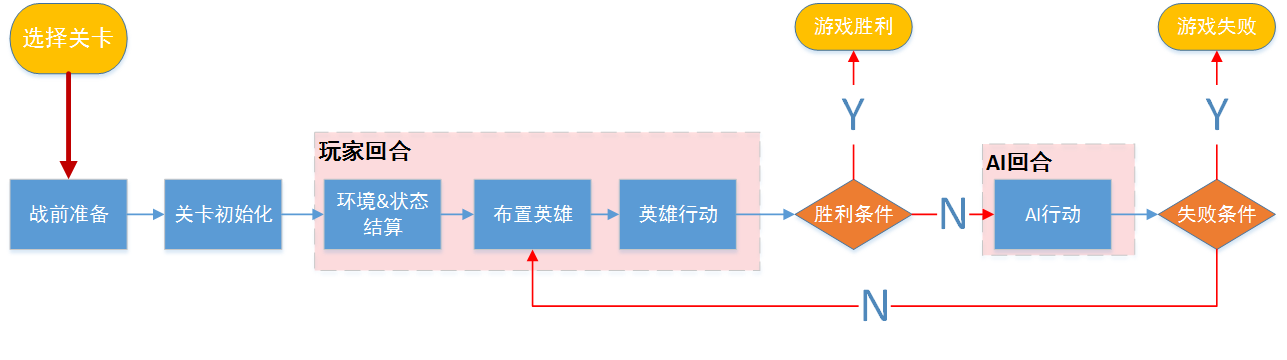 选择关卡
游戏胜利
游戏失败
Y
Y
玩家回合
AI回合
战前准备
关卡初始化
环境&状态
结算
布置英雄
英雄行动
胜利条件
N
AI行动
失败条件
N